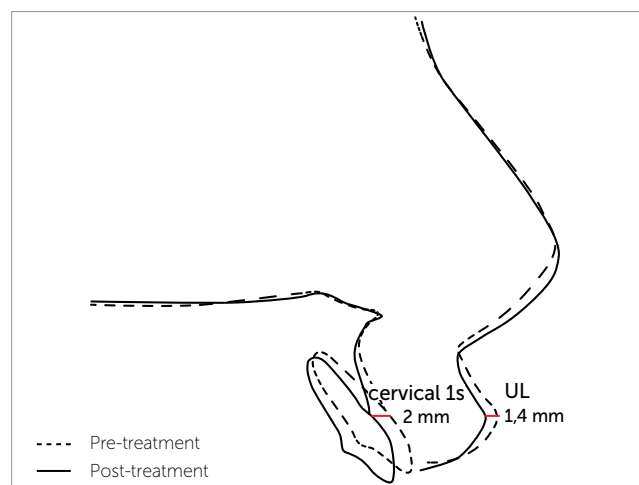 cervical 1s
2 mm
UL
1,4 mm
Pre-treatment
Post-treatment